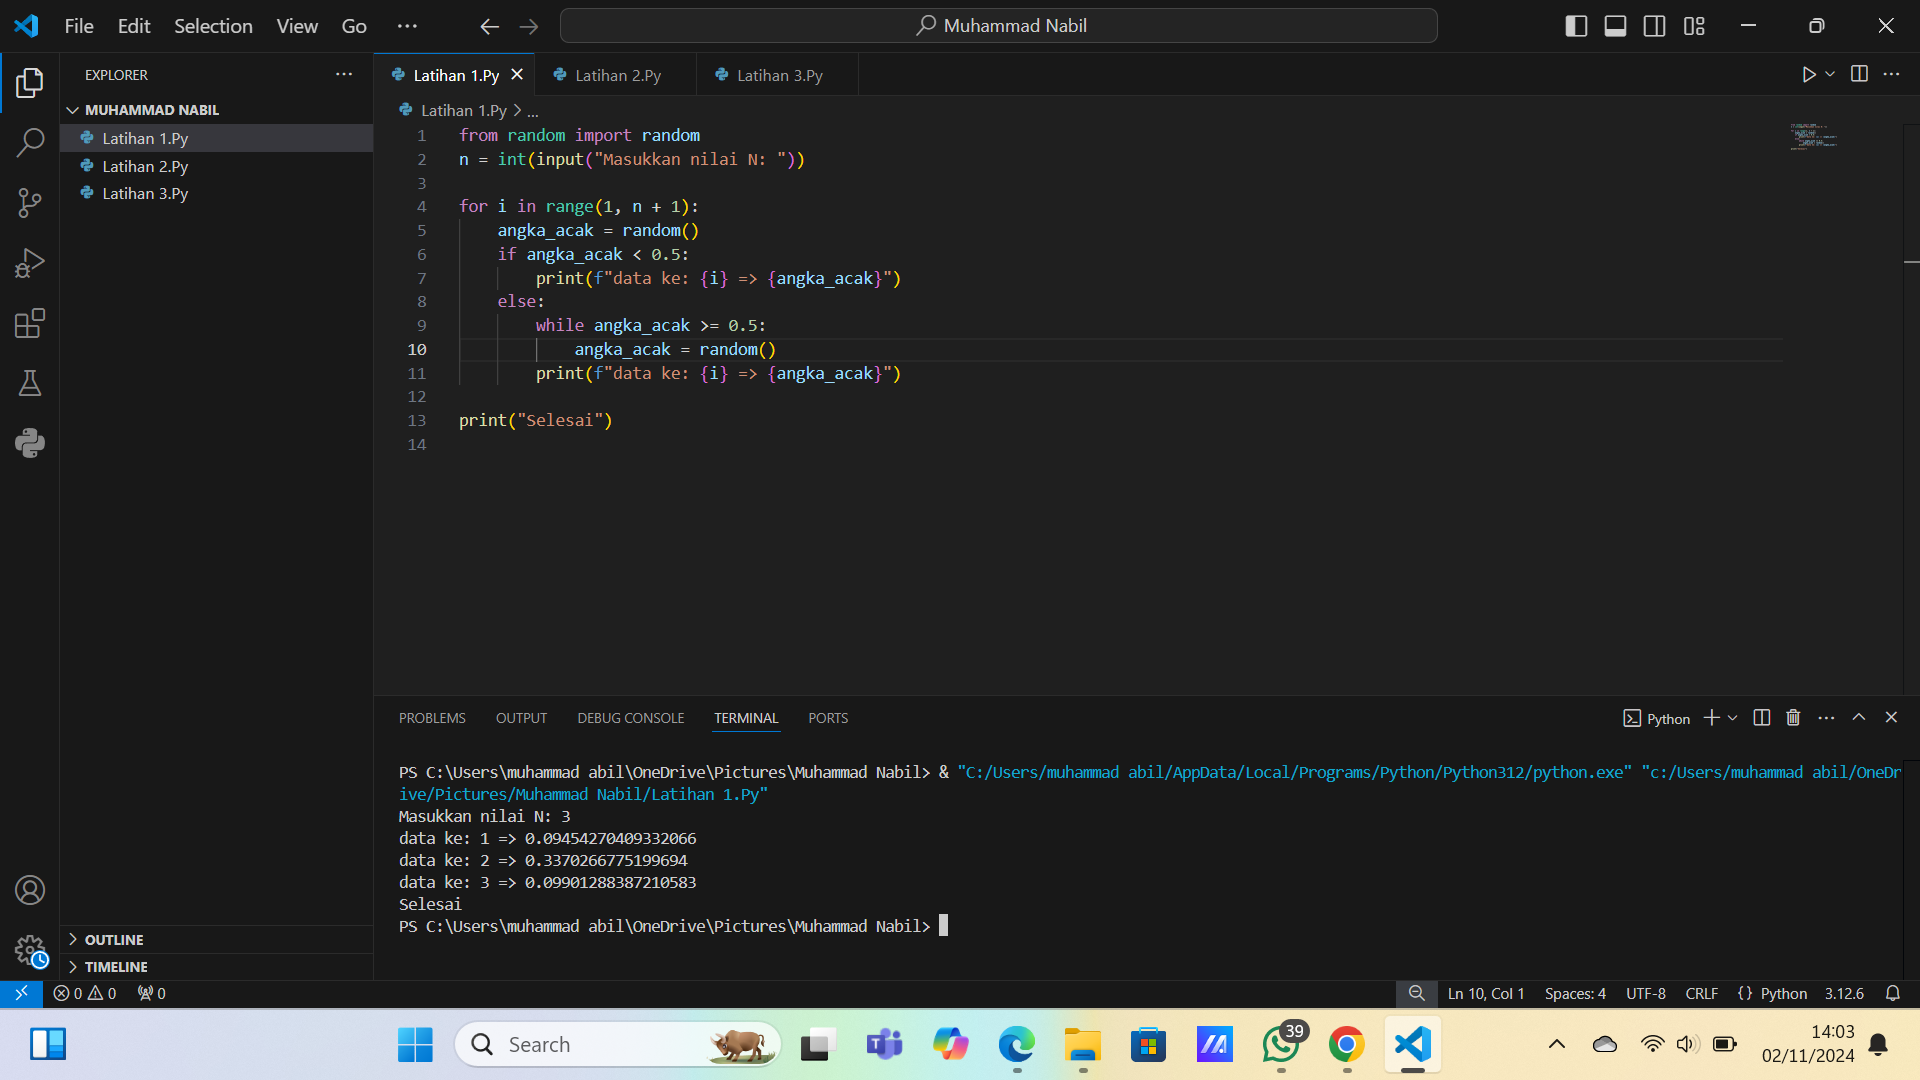 File Edit Selection View Go ···
Muhammad Nabil
EXPLORER
MUHAMMAD NABIL
Latihan 1.Py
Latihan 2.Py
Latihan 3.Py
OUTLINE
TIMELINE
Latihan 1.Py Latihan 2.Py Latihan 3.Py
Latihan 1.Py > ...
1 from random import random
2 n = int(input("Masukkan nilai N: "))
3
4 for i in range(1, n + 1):
5     angka_acak = random()
6     if angka_acak < 0.5:
7         print(f"data ke: {i} => {angka_acak}")
8     else:
9         while angka_acak >= 0.5:
10             angka_acak = random()
11         print(f"data ke: {i} => {angka_acak}")
12
13 print("Selesai")
14
PROBLEMS OUTPUT DEBUG CONSOLE TERMINAL PORTS
Python
PS C:\Users\muhammad abil\OneDrive\Pictures\Muhammad Nabil> & "C:/Users/muhammad abil/AppData/Local/Programs/Python/Python312/python.exe" "c:/Users/muhammad abil/OneDr
ive/Pictures/Muhammad Nabil/Latihan 1.Py"
Masukkan nilai N: 3
data ke: 1 => 0.09454270409332066
data ke: 2 => 0.3370266775199694
data ke: 3 => 0.09901288387210583
Selesai
PS C:\Users\muhammad abil\OneDrive\Pictures\Muhammad Nabil>
0 0 0
Ln 10, Col 1 Spaces: 4 UTF-8 CRLF {} Python 3.12.6
Search
39
14:03
02/11/2024